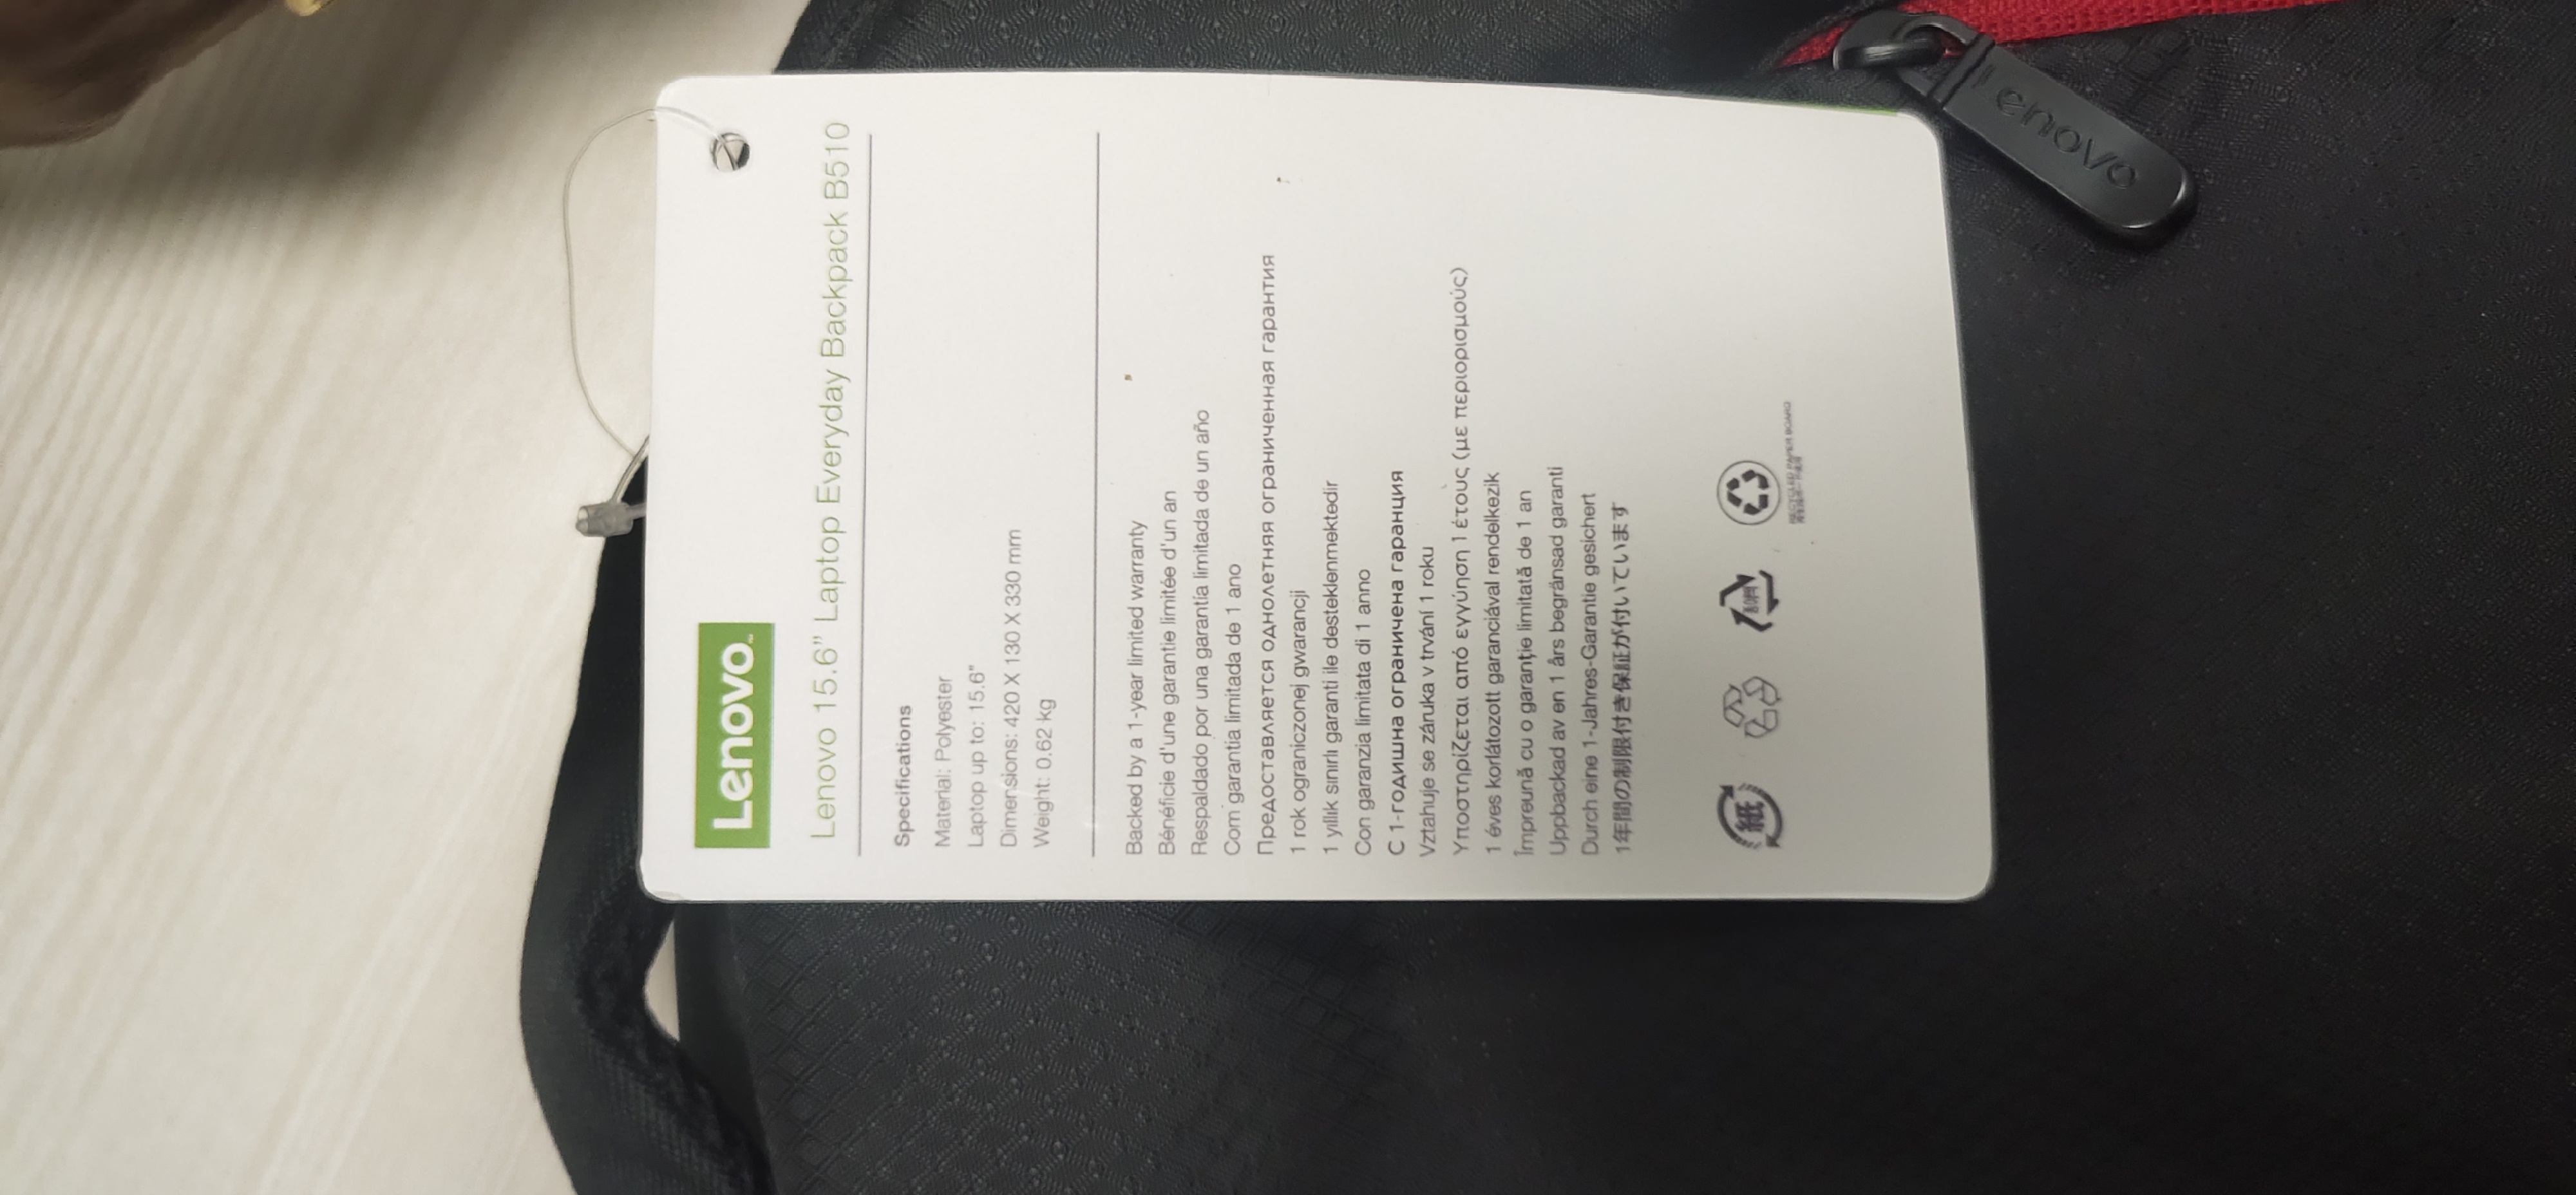 Lenovo
Lenovo 15.6" Laptop Everyday Backpack B510
Specifications
Material: Polyester
Laptop up to: 15.6"
Dimensions: 420 X 130 X 330 mm
Weight: 0.62 kg
Backed by a 1-year limited warranty
Bénéficie d'une garantie limitée d'un an
Respaldado por una garantía limitada de un año
Com garantia limitada de 1 ano
Предоставляется однолетняя ограниченная гарантия
1 rok ograniczonej gwarancji
1 yıllık sınırlı garanti ile desteklenmektedir
Con garanzia limitata di 1 anno
С 1-годишна ограничена гаранция
Vztahuje se záruka v trvání 1 roku
Υποστηρίζεται από εγγύηση 1 έτους (με περιορισμούς)
1 éves korlátozott garanciával rendelkezik
Împreună cu o garanție limitată de 1 an
Uppbackad av en 1 års begränsad garanti
Durch eine 1-Jahres-Garantie gesichert
1年間の制限付き保証が付いています
紙
RECYCLED PAPER BOARD
Lenovo